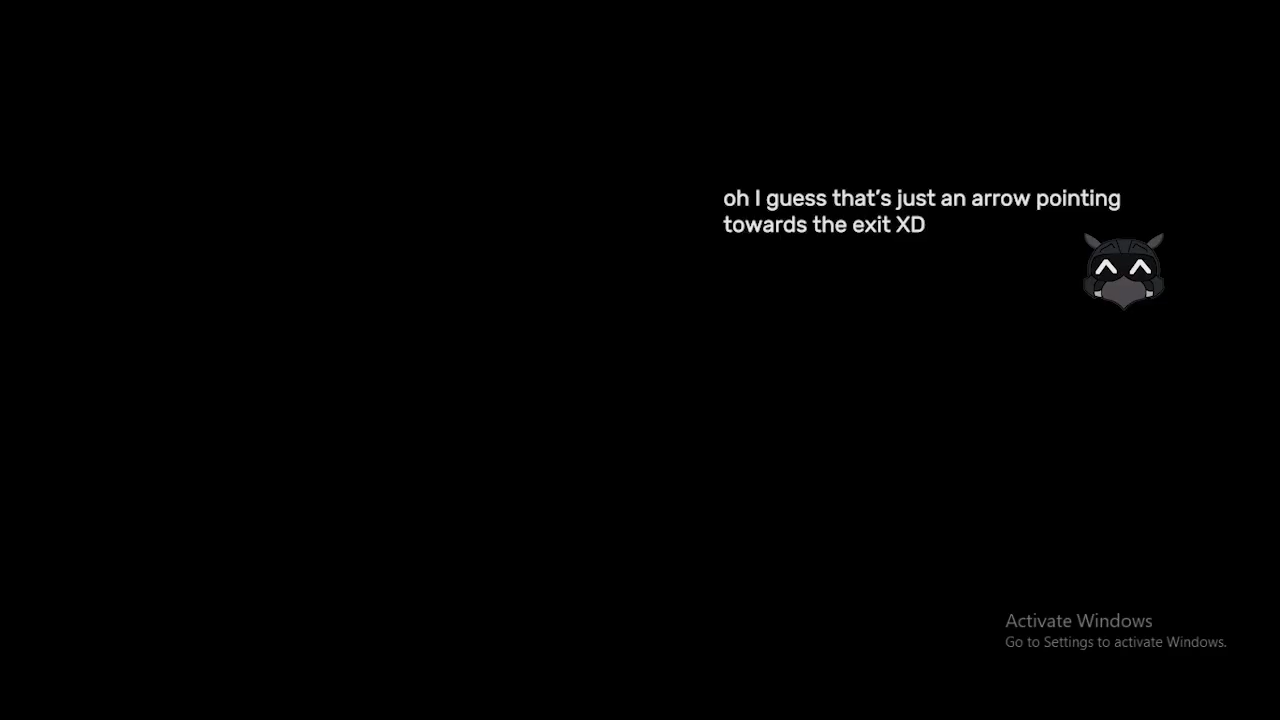 oh I guess that's just an arrow pointing
towards the exit XD
Activate Windows
Go to Settings to activate Windows.